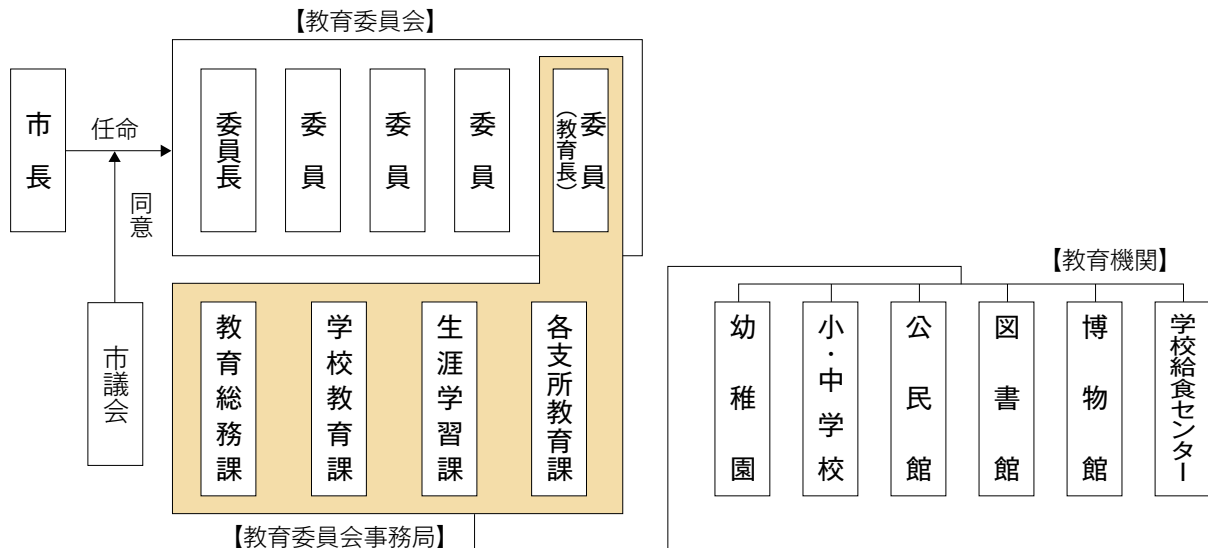 【教育委員会】
市長
任命
同意
市議会
委員長
委員
委員
委員
委員
（教育長）
教育総務課
学校教育課
生涯学習課
各支所教育課
【教育委員会事務局】
【教育機関】
幼稚園
小・中学校
公民館
図書館
博物館
学校給食センター